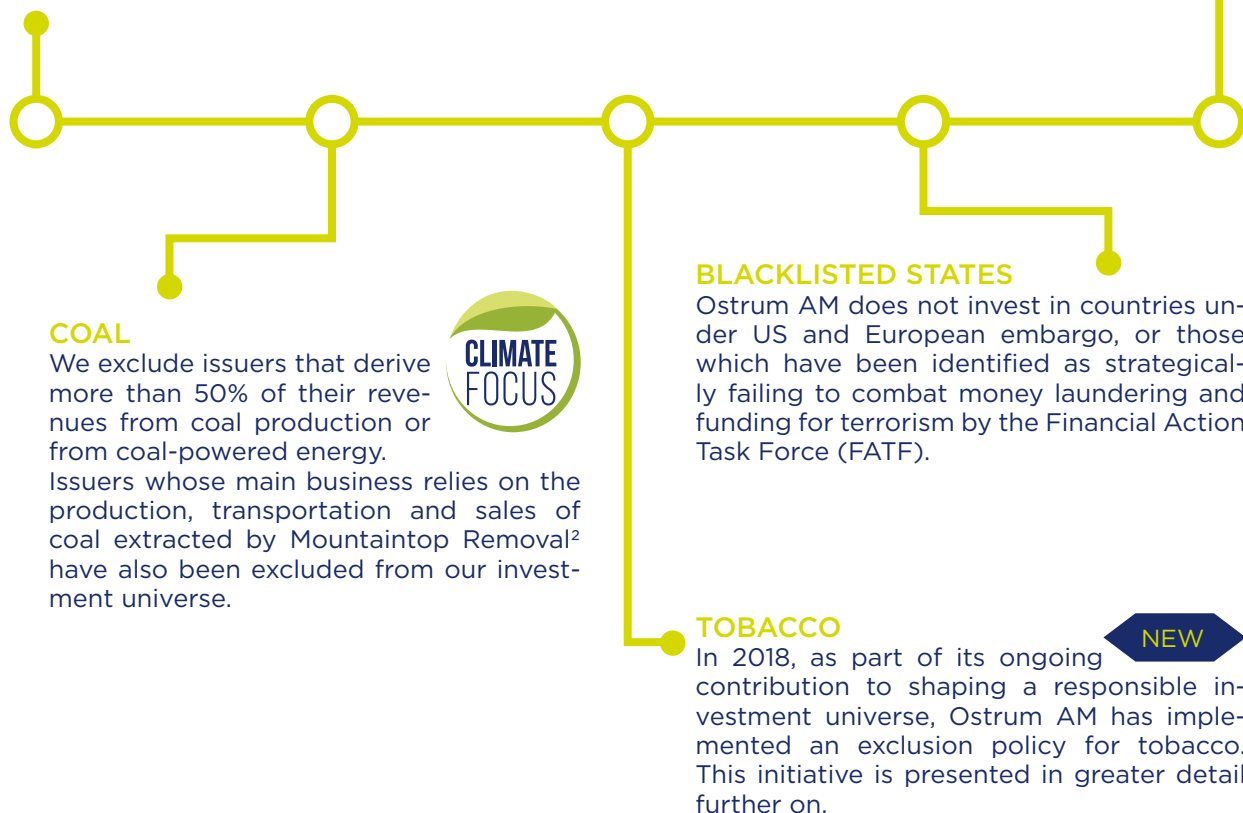 COAL
We exclude issuers that derive
more than 50% of their reve-
nues from coal production or
from coal-powered energy.
Issuers whose main business relies on the
production, transportation and sales of
coal extracted by Mountaintop Removal²
have also been excluded from our invest-
ment universe.
CLIMATE
FOCUS
BLACKLISTED STATES
Ostrum AM does not invest in countries un-
der US and European embargo, or those
which have been identified as strategical-
ly failing to combat money laundering and
funding for terrorism by the Financial Action
Task Force (FATF).
TOBACCO
NEW
In 2018, as part of its ongoing
contribution to shaping a responsible in-
vestment universe, Ostrum AM has imple-
mented an exclusion policy for tobacco.
This initiative is presented in greater detail
further on.